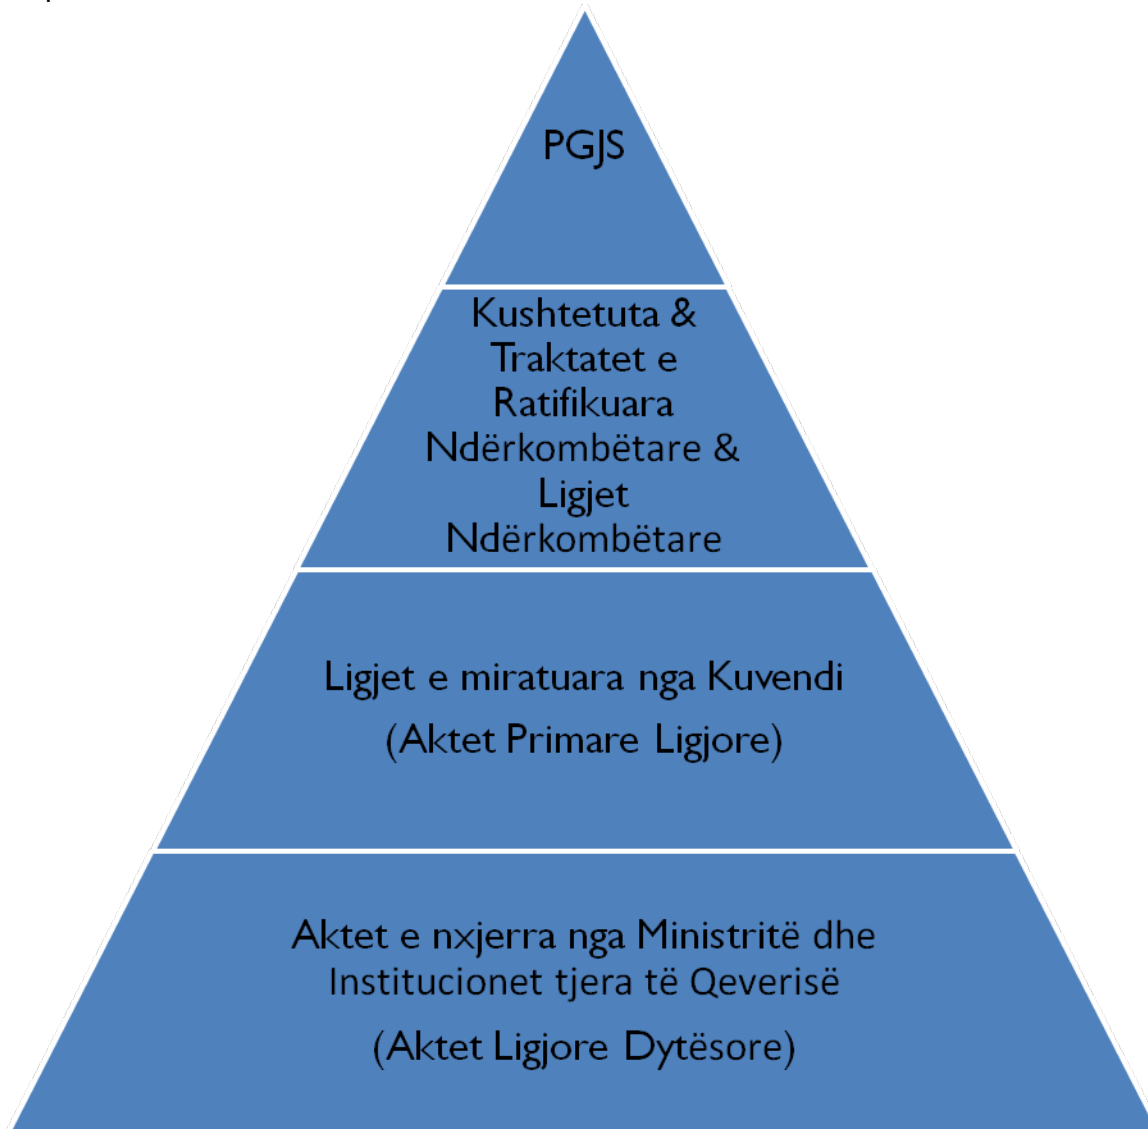 PGJS
Kushtetuta &
Traktatet e
Ratifikuara
Ndërkombëtare &
Ligjet
Ndërkombëtare
Ligjet e miratuara nga Kuvendi
(Aktet Primare Ligjore)
Aktet e nxjerra nga Ministritë dhe
Institucionet tjera të Qeverisë
(Aktet Ligjore Dytësore)